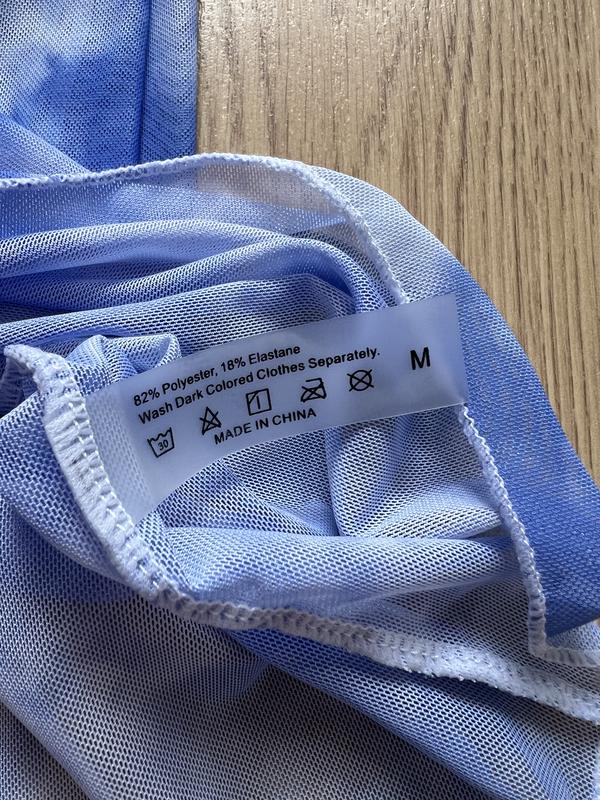 82% Polyester, 18% Elastane
Wash Dark Colored Clothes Separately.
M
30
MADE IN CHINA